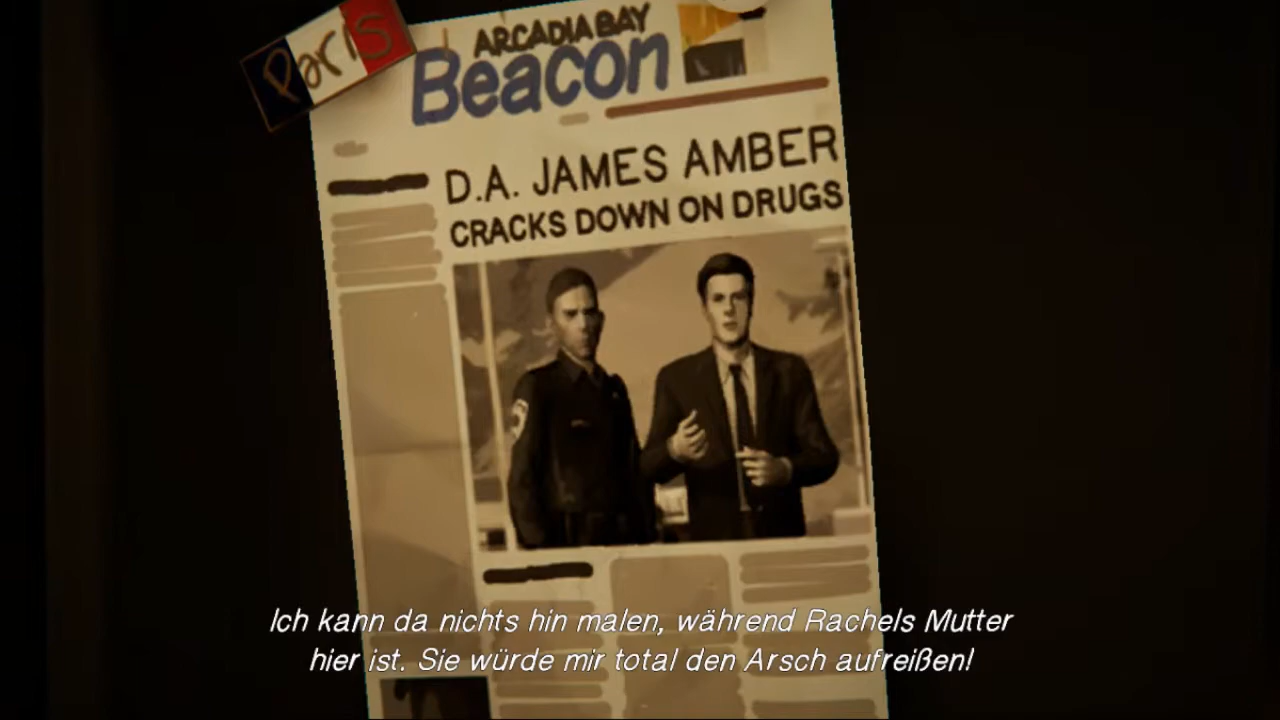 Paris
ARCADIA BAY
Beacon
D.A. JAMES AMBER
CRACKS DOWN ON DRUGS
Ich kann da nichts hin malen, während Rachels Mutter
hier ist. Sie würde mir total den Arsch aufreißen!